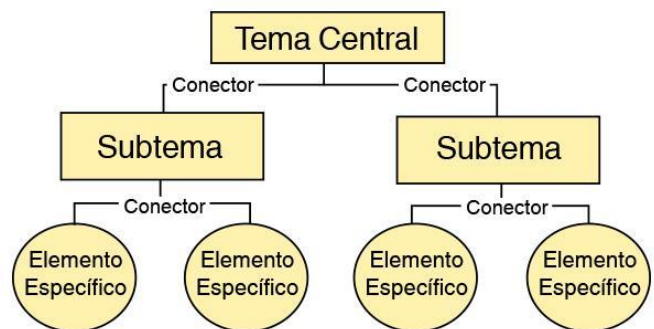 Tema Central
Conector
Conector
Subtema
Subtema
Conector
Conector
Elemento
Específico
Elemento
Específico
Elemento
Específico
Elemento
Específico